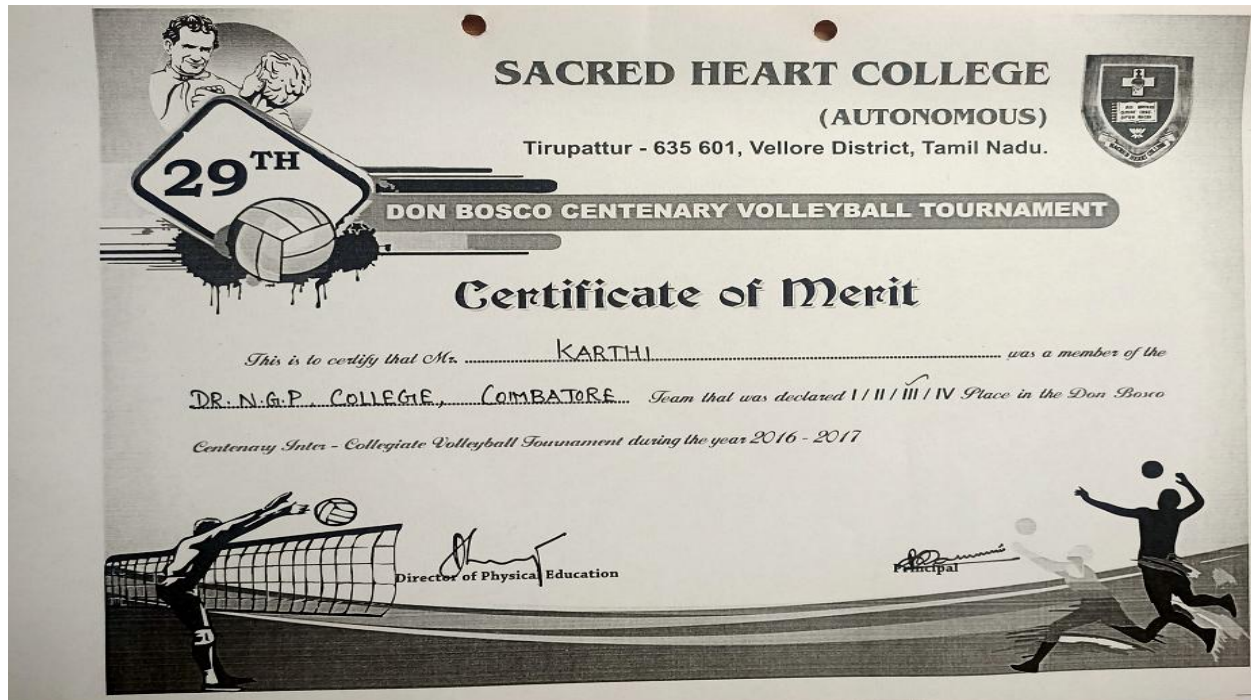 SACRED HEART COLLEGE
(AUTONOMOUS)
Tirupattur - 635 601, Vellore District, Tamil Nadu.
29TH
DON BOSCO CENTENARY VOLLEYBALL TOURNAMENT
Certificate of Merit
This is to certify that Mr. KARTHI was a member of the
DR. N.G.P. COLLEGE, COMBATORE Team that was declared I / II / III / IV Place in the Don Bosco
Centenary Inter - Collegiate Volleyball Tounnament during the year 2016 - 2017
Director of Physical Education
Principal